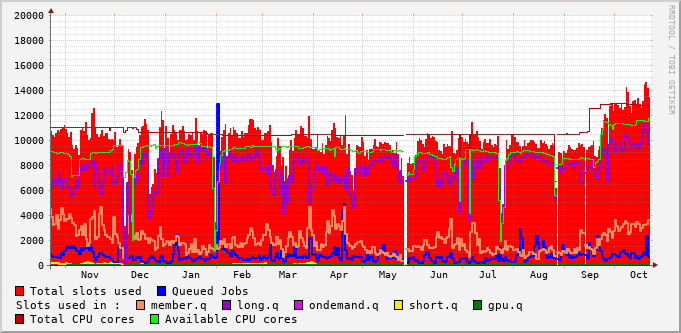 20000
18000
16000
14000
12000
10000
8000
6000
4000
2000
0
Nov Dec Jan Feb Mar Apr May Jun Jul Aug Sep Oct
RRDTOOL / TOBI OETIKER
Total slots used Queued Jobs
Slots used in : member.q long.q ondemand.q short.q gpu.q
Total CPU cores Available CPU cores